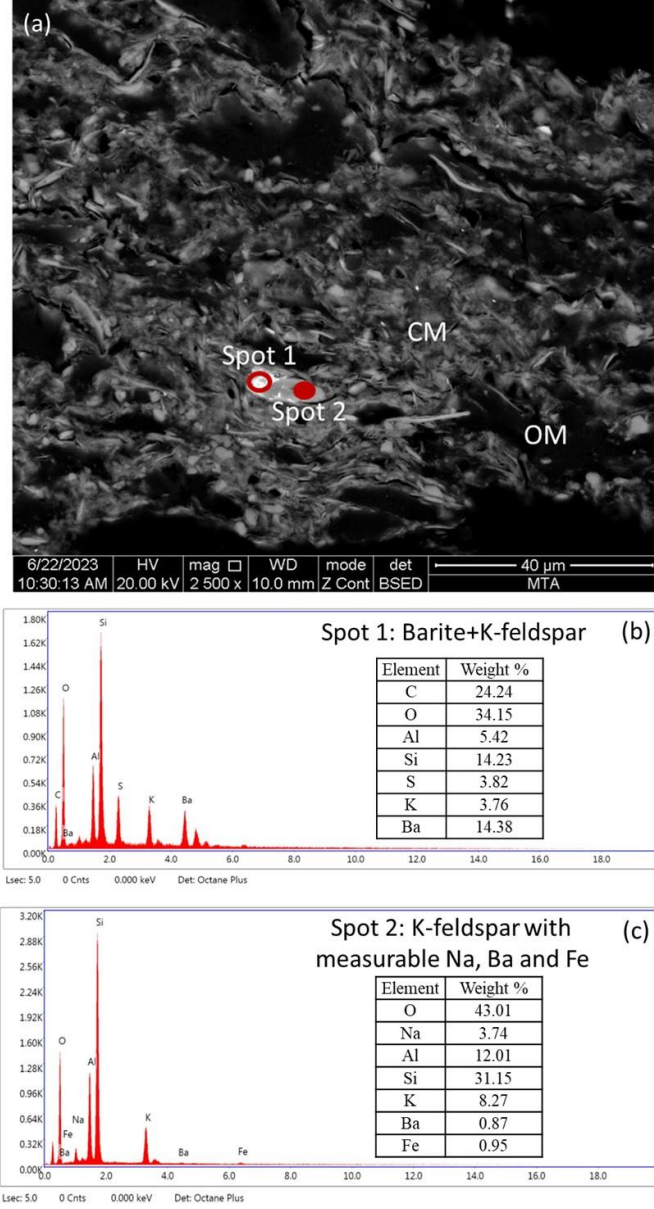 (a)
CM
Spot 1
Spot 2
OM
6/22/2023 HV mag WD mode det 40 µm
10:30:13 AM 20.00 kV 2 500 x 10.0 mm Z Cont BSED MTA
Spot 1: Barite+K-feldspar (b)
1.80K
1.62K
1.44K
1.26K
1.08K
0.90K
0.72K
0.54K
0.36K
0.18K
0.00K
Si
O
Al
C
Ba
S
K
Ba
Element Weight %
C 24.24
O 34.15
Al 5.42
Si 14.23
S 3.82
K 3.76
Ba 14.38
0.0 2.0 4.0 6.0 8.0 10.0 12.0 14.0 16.0 18.0
Lsec: 5.0 0 Cnts 0.000 keV Det: Octane Plus
Spot 2: K-feldspar with (c)
measurable Na, Ba and Fe
3.20K
2.88K
2.56K
2.24K
1.92K
1.60K
1.28K
0.96K
0.64K
0.32K
0.00K
Si
O
Al
Na
Fe
Ba
K
Ba
Fe
Element Weight %
O 43.01
Na 3.74
Al 12.01
Si 31.15
K 8.27
Ba 0.87
Fe 0.95
0.0 2.0 4.0 6.0 8.0 10.0 12.0 14.0 16.0 18.0
Lsec: 5.0 0 Cnts 0.000 keV Det: Octane Plus